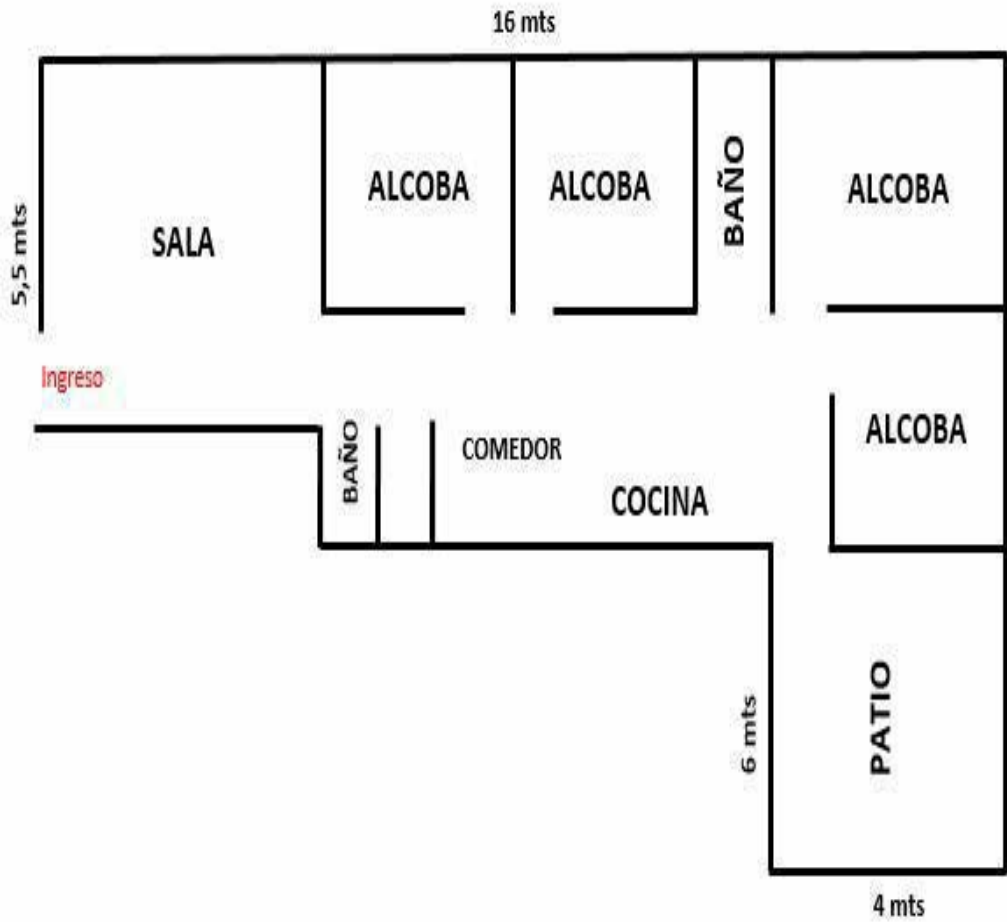 16 mts
ALCOBA
ALCOBA
BAÑO
ALCOBA
5,5 mts
SALA
Ingreso
BAÑO
COMEDOR
ALCOBA
COCINA
6 mts
PATIO
4 mts